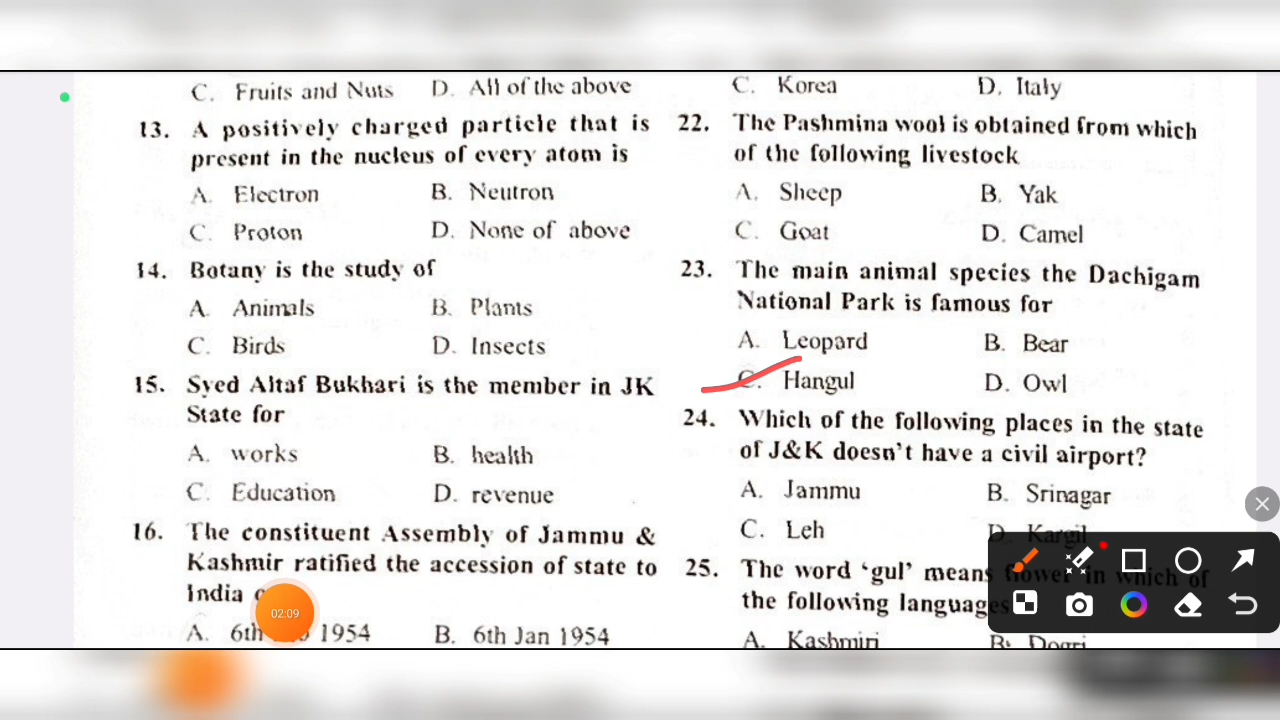 C. Fruits and Nuts D. All of the above
13. A positively charged particle that is
present in the nucleus of every atom is
A. Electron B. Neutron
C. Proton D. None of above
14. Botany is the study of
A. Animals B. Plants
C. Birds D. Insects
15. Syed Altaf Bukhari is the member in JK
State for
A. works B. health
C. Education D. revenue
16. The constituent Assembly of Jammu &
Kashmir ratified the accession of state to
India
A. 6th 1954 B. 6th Jan 1954
C. Korea D. Italy
22. The Pashmina wool is obtained from which
of the following livestock
A. Sheep B. Yak
C. Goat D. Camel
23. The main animal species the Dachigam
National Park is famous for
A. Leopard B. Bear
C. Hangul D. Owl
24. Which of the following places in the state
of J&K doesn't have a civil airport?
A. Jammu B. Srinagar
C. Leh D. Kargil
25. The word 'gul' means flower in which of
the following languages
A. Kashmiri B. Dogri
02:09